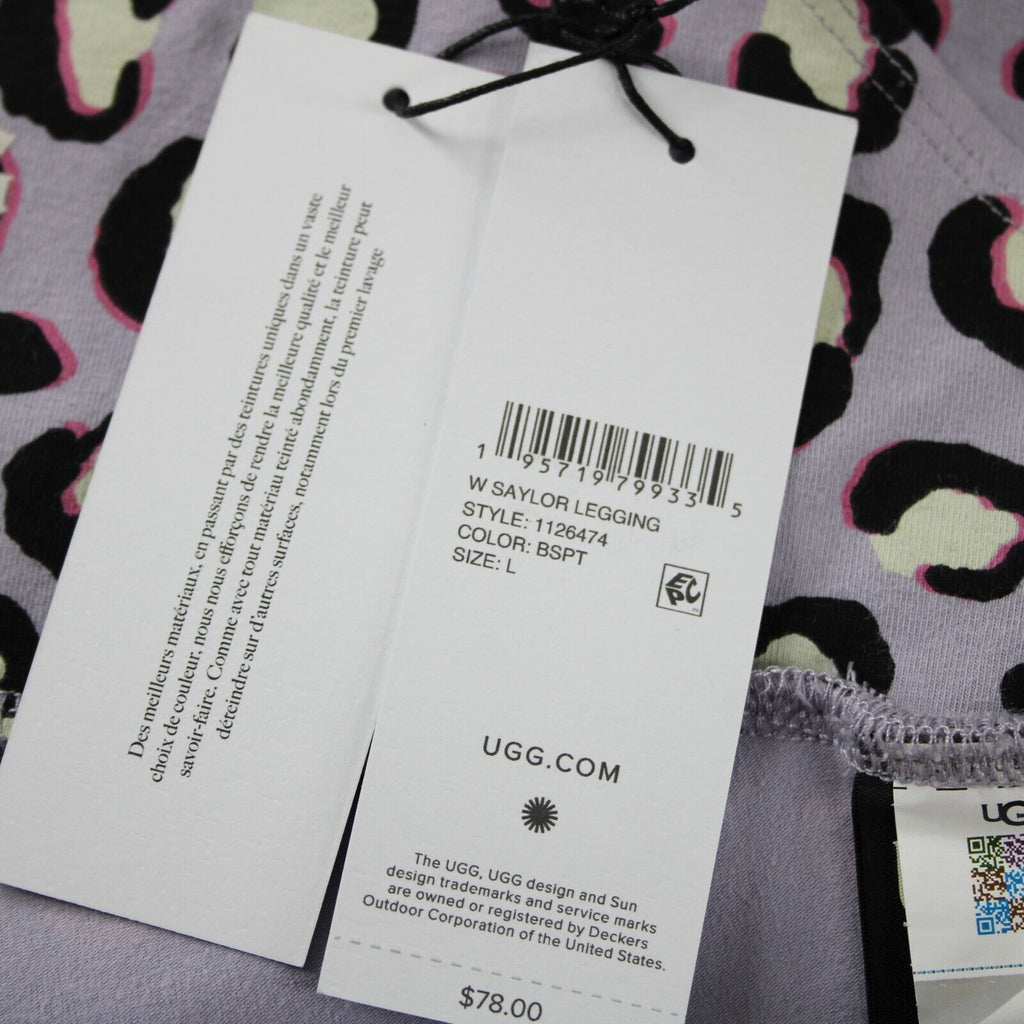 Des meilleurs matériaux, en passant par des teintures uniques dans un vaste
choix de couleur, nous nous efforçons de rendre la meilleure qualité et le meilleur
savoir-faire. Comme avec tout matériau teinté abondamment, la teinture peut
déteindre sur d'autres surfaces, notamment lors du premier lavage
1 95719 79933 5
W SAYLOR LEGGING
STYLE: 1126474
COLOR: BSPT
SIZE: L
EPC
UGG.COM
The UGG, UGG design and Sun
design trademarks and service marks
are owned or registered by Deckers
Outdoor Corporation of the United States.
$78.00